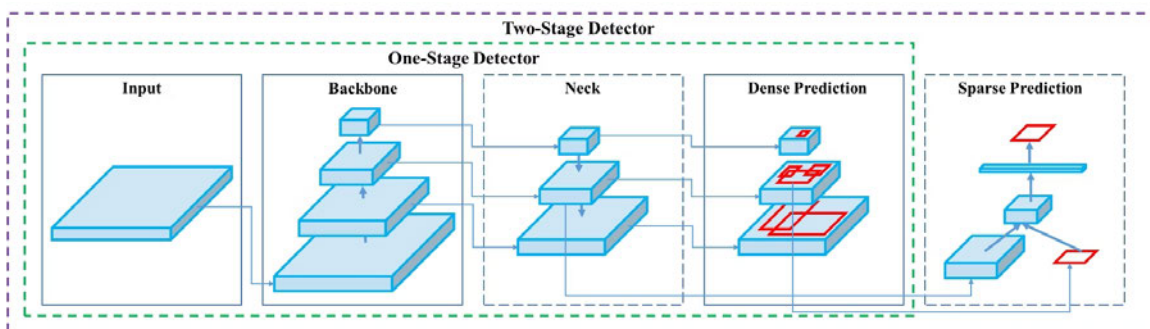 Two-Stage Detector
One-Stage Detector
Input
Backbone
Neck
Dense Prediction
Sparse Prediction